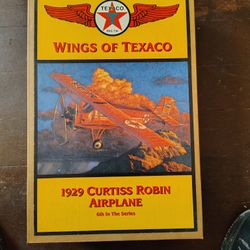 TEXACO
WINGS OF TEXACO
1929 CURTISS ROBIN
AIRPLANE
6th In The Series